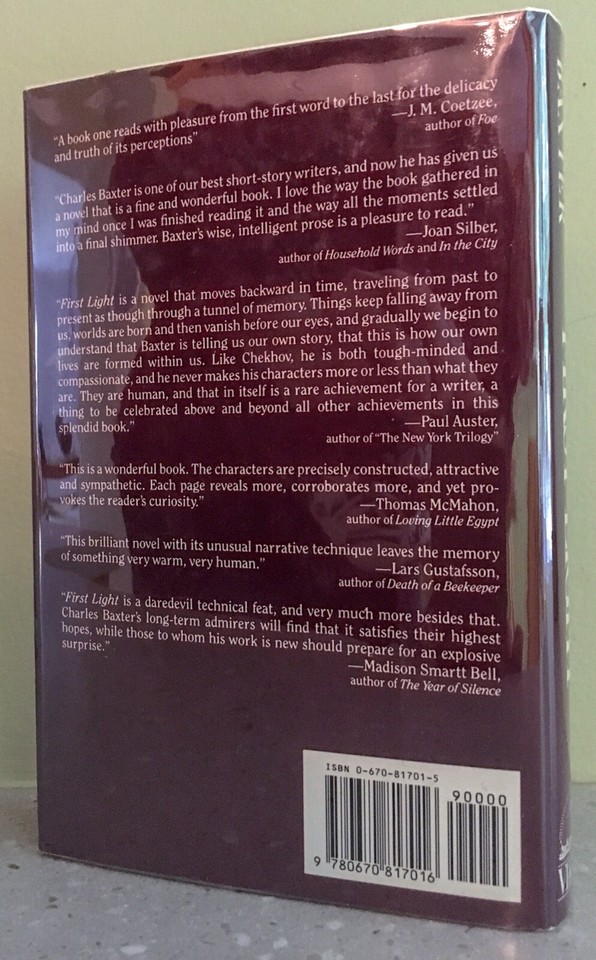 "A book one reads with pleasure from the first word to the last for the delicacy
and truth of its perceptions"
—J. M. Coetzee,
author of Foe
"Charles Baxter is one of our best short-story writers, and now he has given us
a novel that is a fine and wonderful book. I love the way the book gathered in
my mind once I was finished reading it and the way all the moments settled
into a final shimmer. Baxter's wise, intelligent prose is a pleasure to read."
—Joan Silber,
author of Household Words and In the City
"First Light is a novel that moves backward in time, traveling from past to
present as though through a tunnel of memory. Things keep falling away from
us, worlds are born and then vanish before our eyes, and gradually we begin to
understand that Baxter is telling us our own story, that this is how our own
lives are formed within us. Like Chekhov, he is both tough-minded and
compassionate, and he never makes his characters more or less than what they
are. They are human, and that in itself is a rare achievement for a writer, a
thing to be celebrated above and beyond all other achievements in this
splendid book."
—Paul Auster,
author of "The New York Trilogy"
"This is a wonderful book. The characters are precisely constructed, attractive
and sympathetic. Each page reveals more, corroborates more, and yet pro-
vokes the reader's curiosity."
—Thomas McMahon,
author of Loving Little Egypt
"This brilliant novel with its unusual narrative technique leaves the memory
of something very warm, very human."
—Lars Gustafsson,
author of Death of a Beekeeper
"First Light is a daredevil technical feat, and very much more besides that.
Charles Baxter's long-term admirers will find that it satisfies their highest
hopes, while those to whom his work is new should prepare for an explosive
surprise."
—Madison Smartt Bell,
author of The Year of Silence
ISBN 0-670-81701-5
90000
9 780670 817016